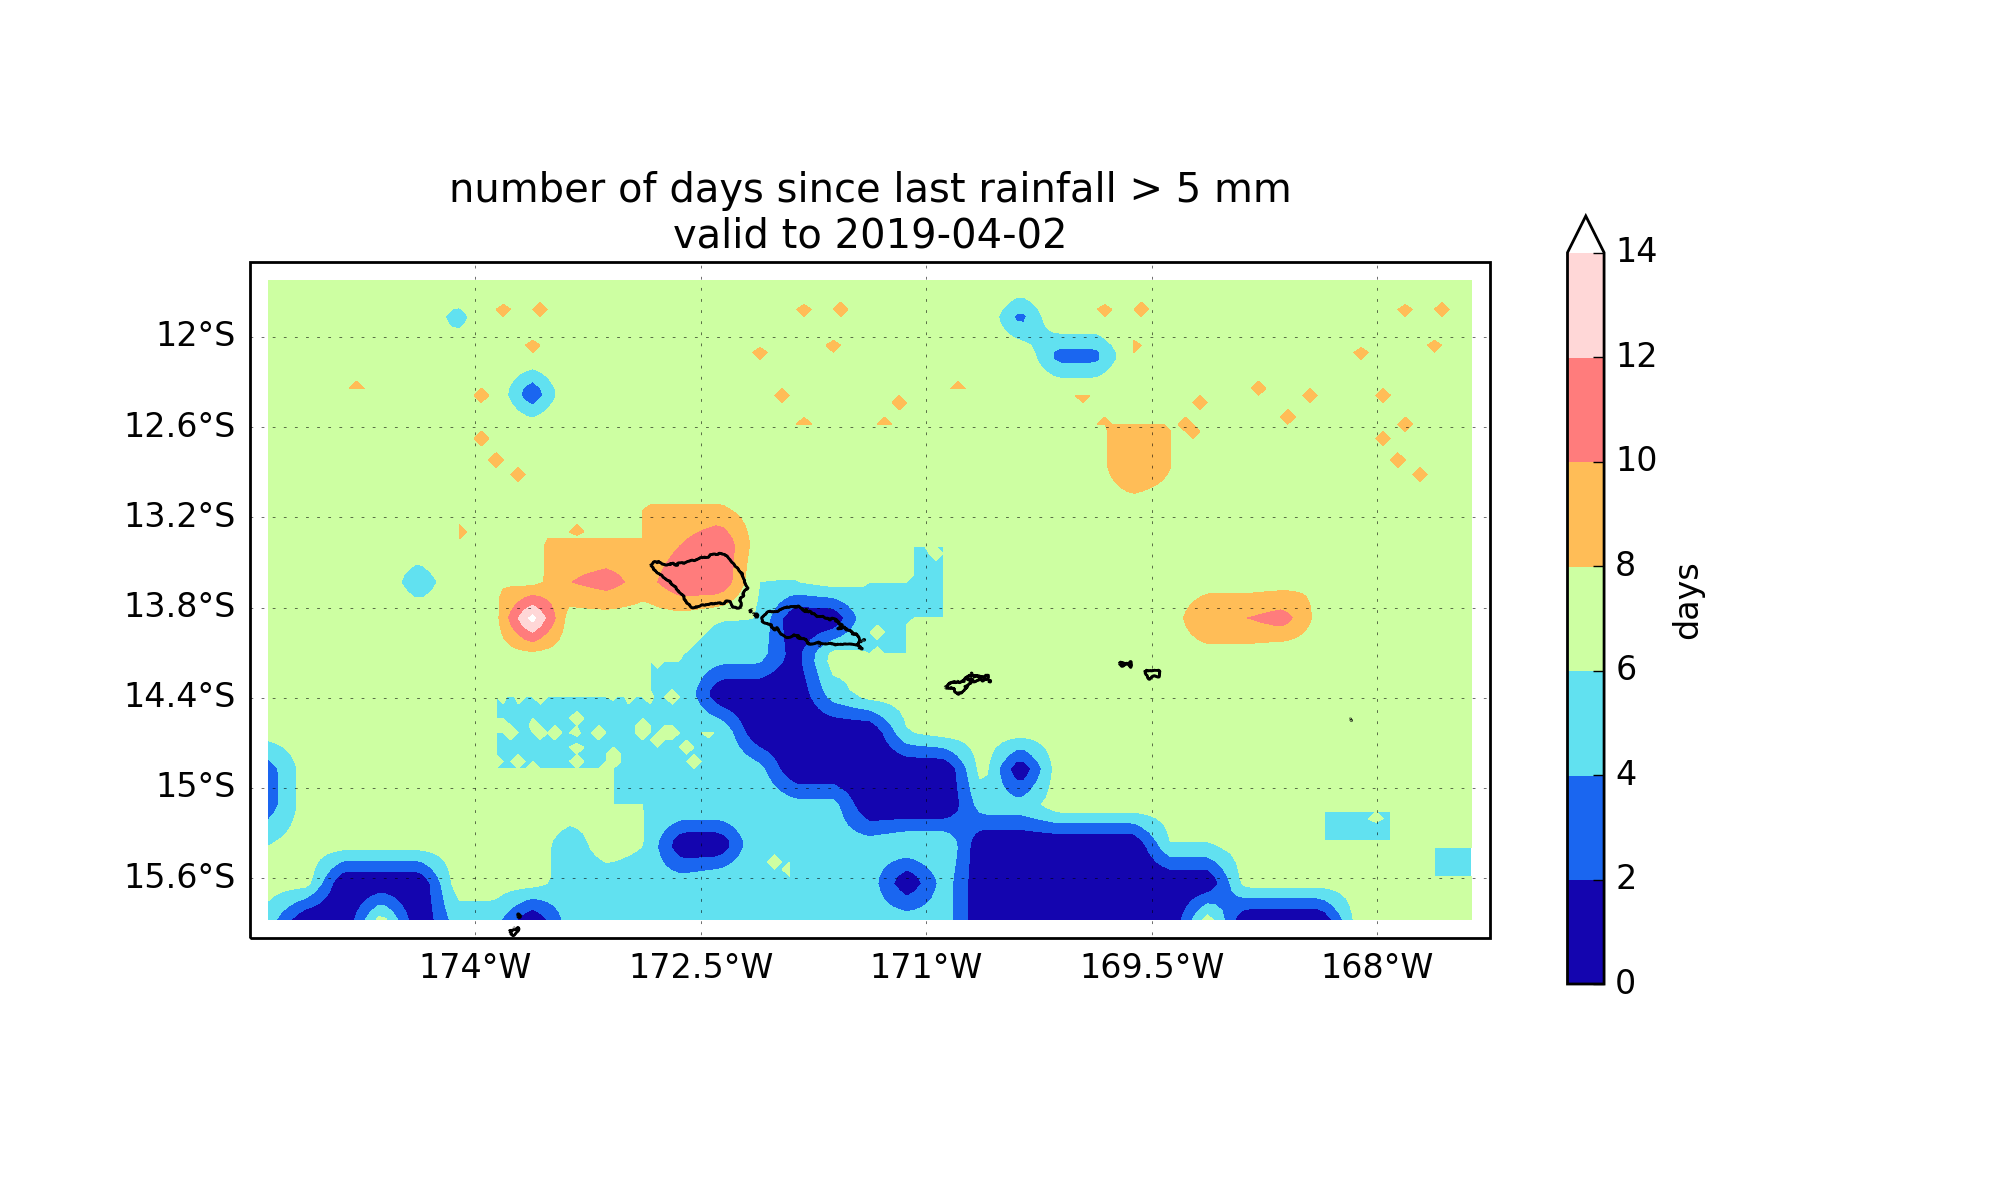 number of days since last rainfall > 5 mm
valid to 2019-04-02
12°S
12.6°S
13.2°S
13.8°S
14.4°S
15°S
15.6°S
174°W
172.5°W
171°W
169.5°W
168°W
14
12
10
8
6
4
2
0
days